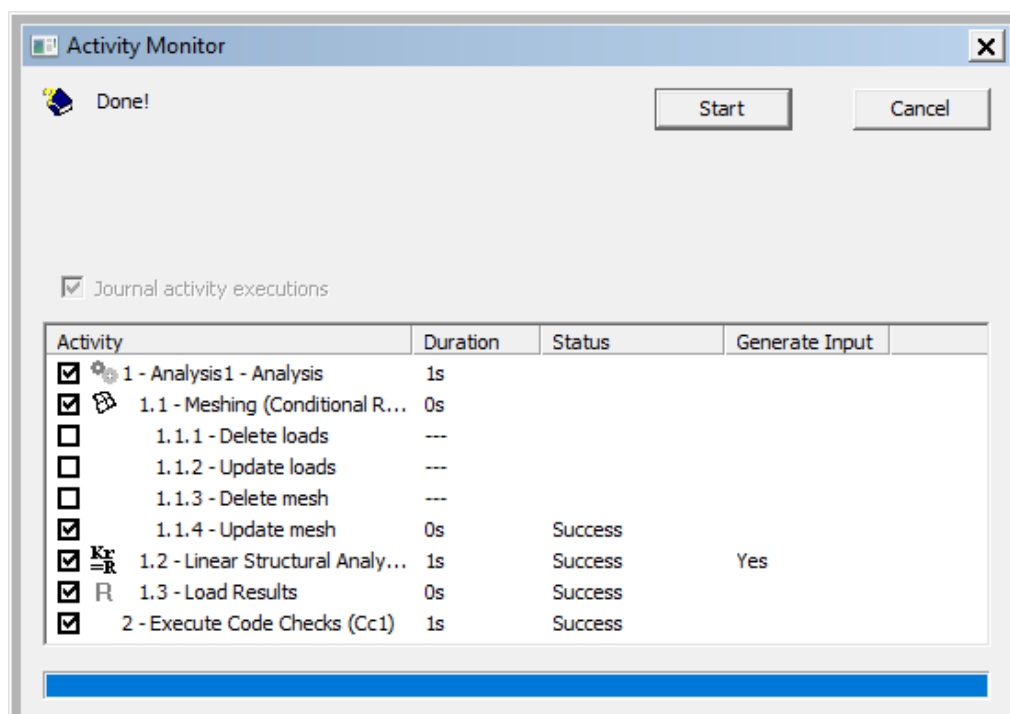 Activity Monitor
Done! Start Cancel
Journal activity executions
Activity Duration Status Generate Input
1 - Analysis1 - Analysis 1s
1.1 - Meshing (Conditional R... 0s
1.1.1 - Delete loads ---
1.1.2 - Update loads ---
1.1.3 - Delete mesh ---
1.1.4 - Update mesh 0s Success
Kr=R 1.2 - Linear Structural Analy... 1s Success Yes
R 1.3 - Load Results 0s Success
2 - Execute Code Checks (Cc1) 1s Success